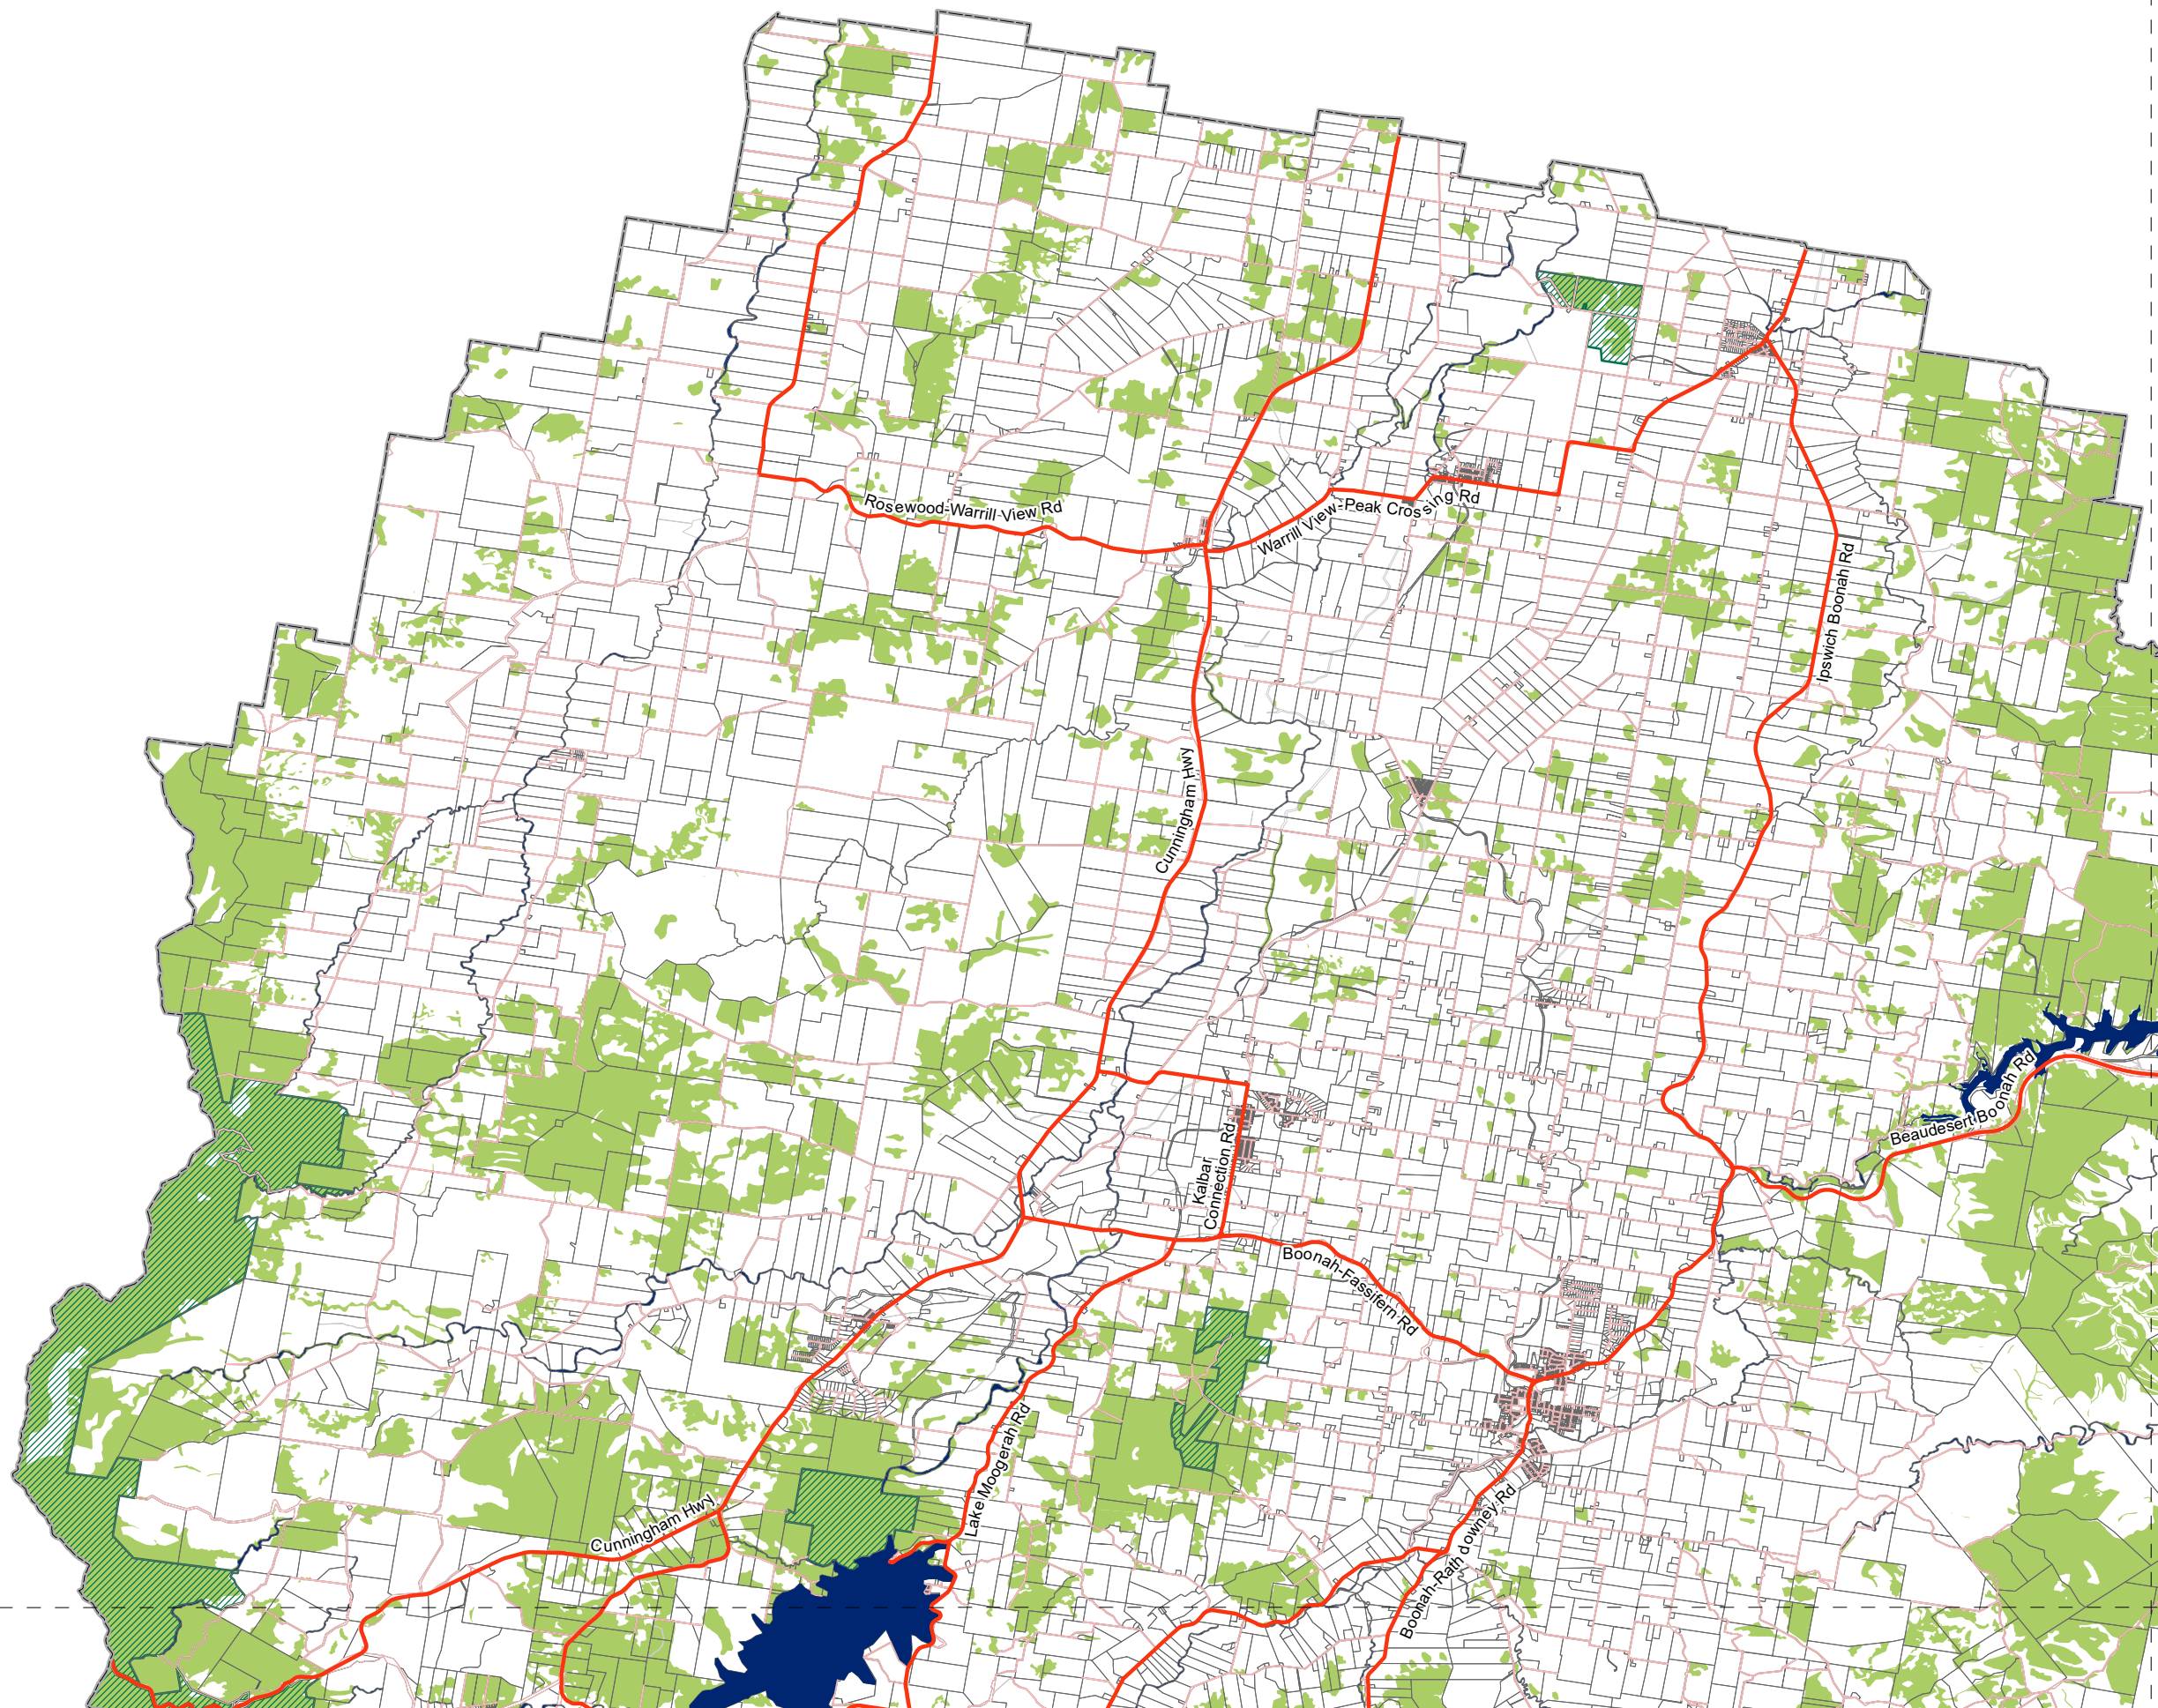 Rosewood-Warrill View Rd
Warrill View-Peak Crossing Rd
Ipswich Boonah Rd
Cunningham Hwy
Beaudesert Boonah Rd
Kalbar
Connection Rd
Boonah-Fassifern Rd
Lake Moogerah Rd
Cunningham Hwy
Boonah-Rathdowney Rd